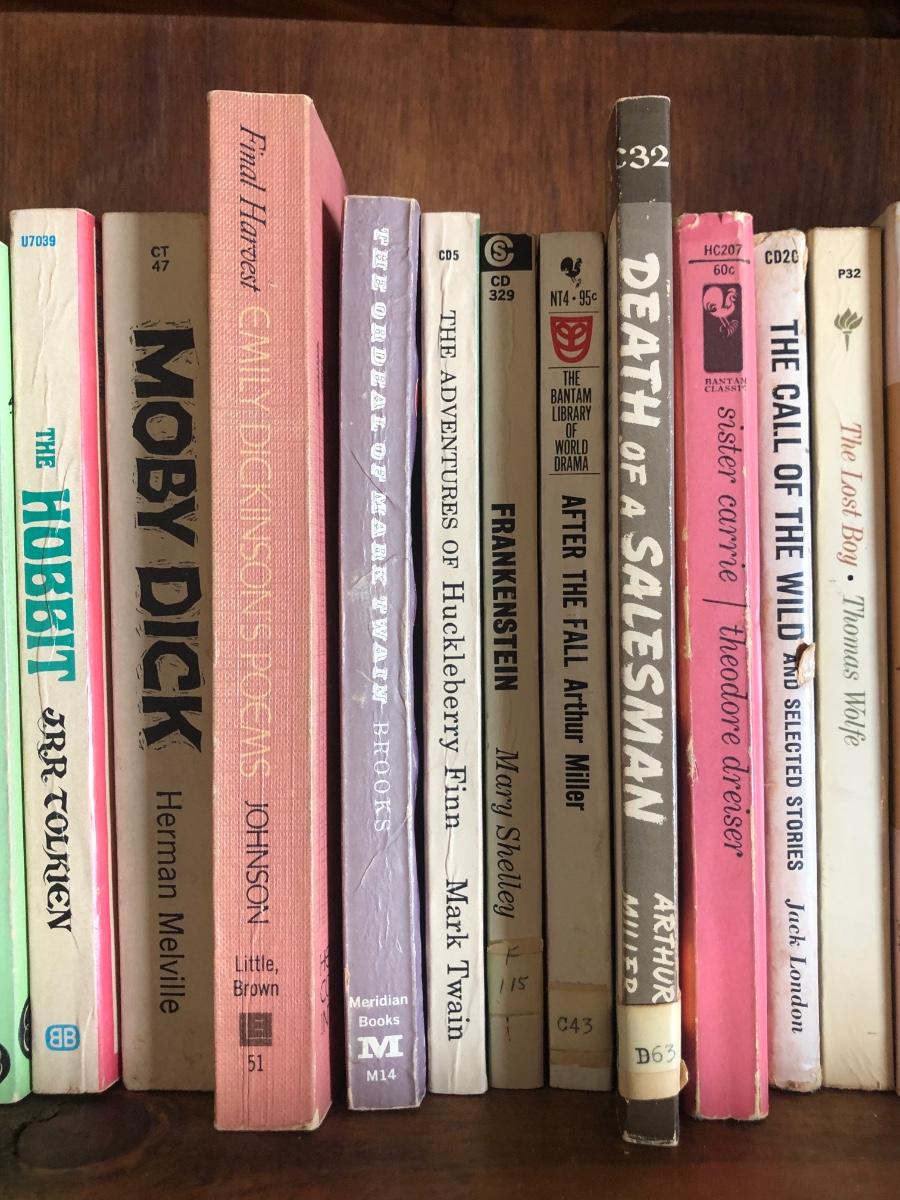 U7039
THE
HOBBIT
J.R.R. TOLKIEN
BB
CT
47
MOBY DICK
Herman Melville
Final Harvest EMILY DICKINSON'S POEMS JOHNSON
Little,
Brown
51
THE ORDEAL OF MARK TWAIN BROOKS
Meridian
Books
M
M14
CD5
THE ADVENTURES OF Huckleberry Finn Mark Twain
CD
329
FRANKENSTEIN Mary Shelley
F
115
NT4 • 95c
THE
BANTAM
LIBRARY
OF
WORLD
DRAMA
AFTER THE FALL Arthur Miller
C43
C32
DEATH OF A SALESMAN
ARTHUR
MILLER
D63
HC207
60c
BANTAM
CLASSIC
sister carrie / theodore dreiser
CD20
THE CALL OF THE WILD AND SELECTED STORIES Jack London
P32
The Lost Boy • Thomas Wolfe